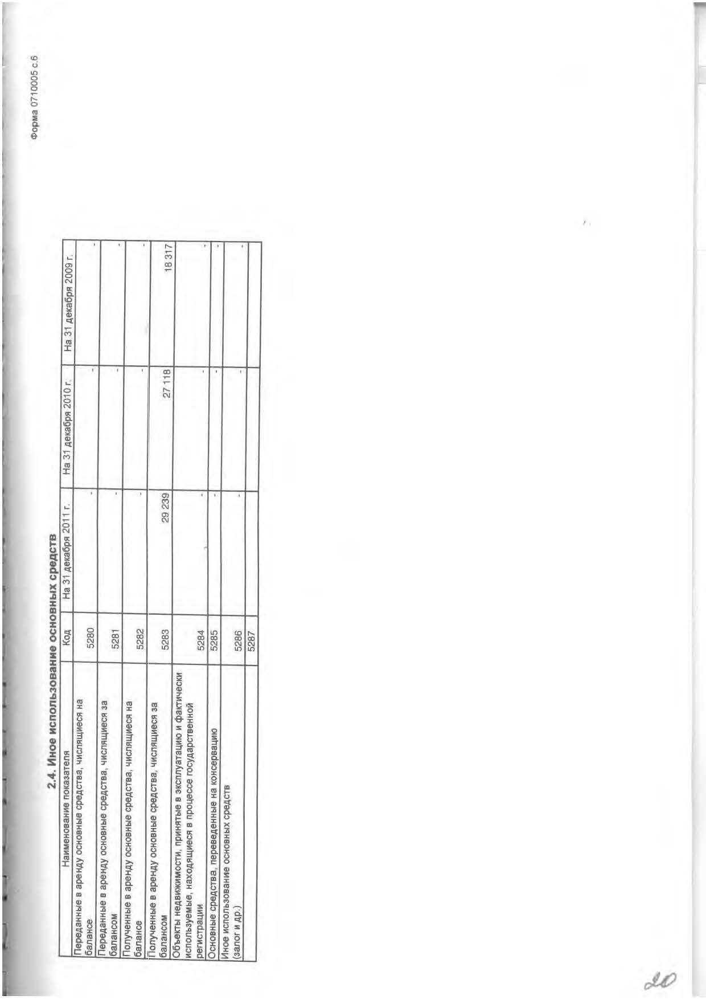 Форма 0710005 с.6
2.4. Иное использование основных средств
Наименование показателя Код На 31 декабря 2011 г. На 31 декабря 2010 г. На 31 декабря 2009 г.
Переданные в аренду основные средства, числящиеся на
балансе 5280 - - -
Переданные в аренду основные средства, числящиеся за
балансом 5281 - - -
Полученные в аренду основные средства, числящиеся на
балансе 5282 - - -
Полученные в аренду основные средства, числящиеся за
балансом 5283 29 239 27 118 18 317
Объекты недвижимости, принятые в эксплуатацию и фактически
используемые, находящиеся в процессе государственной
регистрации 5284 - - -
Основные средства, переведенные на консервацию 5285 - - -
Иное использование основных средств
(залог и др.) 5286 - - -
5287
20